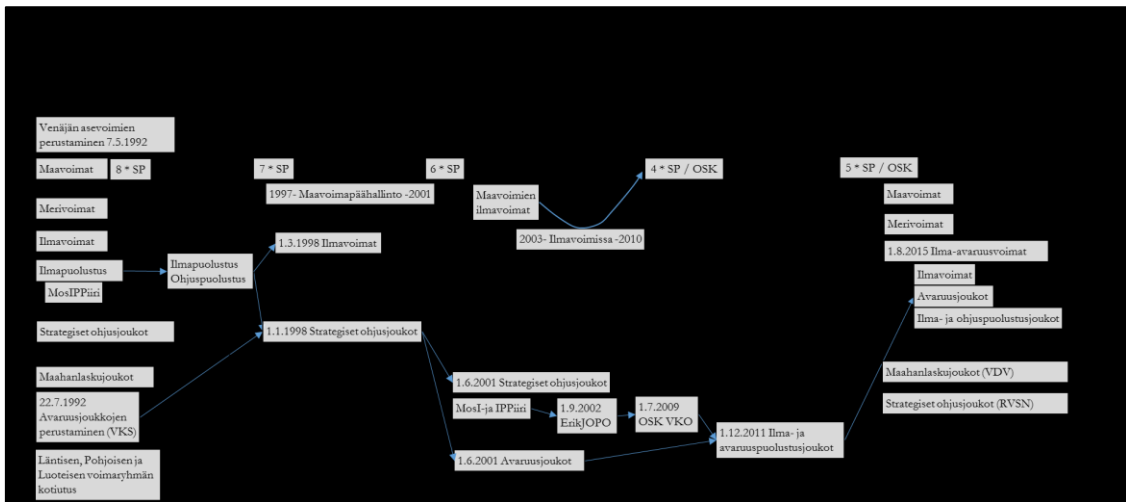 Venäjän asevoimien
perustaminen 7.5.1992
Maavoimat
8 * SP
7 * SP
6 * SP
4 * SP / OSK
5 * SP / OSK
1997- Maavoimapäähallinto -2001
Maavoimien
ilmavoimat
Maavoimat
Merivoimat
Merivoimat
Ilmavoimat
1.3.1998 Ilmavoimat
2003- Ilmavoimissa -2010
1.8.2015 Ilma-avaruusvoimat
Ilmapuolustus
Ilmapuolustus
Ohjuspuolustus
Ilmavoimat
MosIPPiiri
Avaruusjoukot
Ilma- ja ohjuspuolustusjoukot
Strategiset ohjusjoukot
1.1.1998 Strategiset ohjusjoukot
Maahanlaskujoukot
1.6.2001 Strategiset ohjusjoukot
Maahanlaskujoukot (VDV)
22.7.1992
Avaruusjoukkojen
perustaminen (VKS)
MosI-ja IPPiiri
1.9.2002
ErikJOPO
1.7.2009
OSK VKO
Strategiset ohjusjoukot (RVSN)
1.12.2011 Ilma- ja
avaruuspuolustusjoukot
1.6.2001 Avaruusjoukot
Läntisen, Pohjoisen ja
Luoteisen voimaryhmän
kotiutus